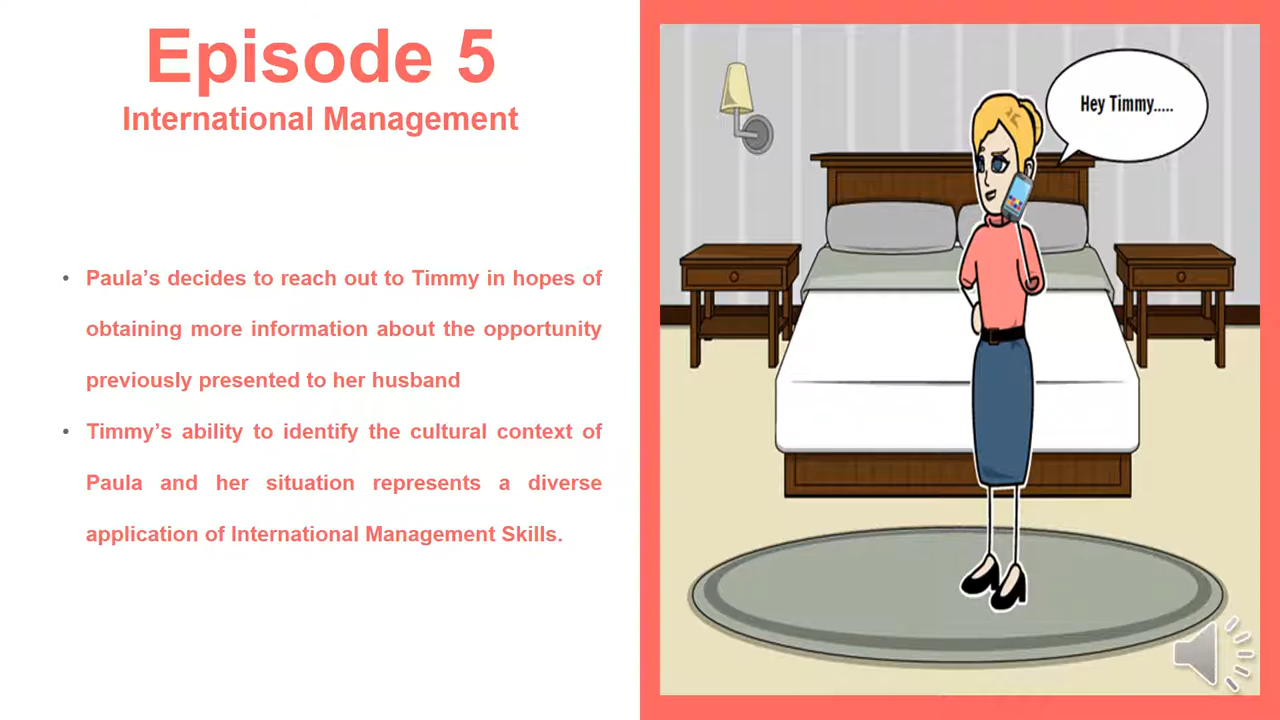 Episode 5
International Management
• Paula’s decides to reach out to Timmy in hopes of
obtaining more information about the opportunity
previously presented to her husband
• Timmy’s ability to identify the cultural context of
Paula and her situation represents a diverse
application of International Management Skills.
Hey Timmy.....